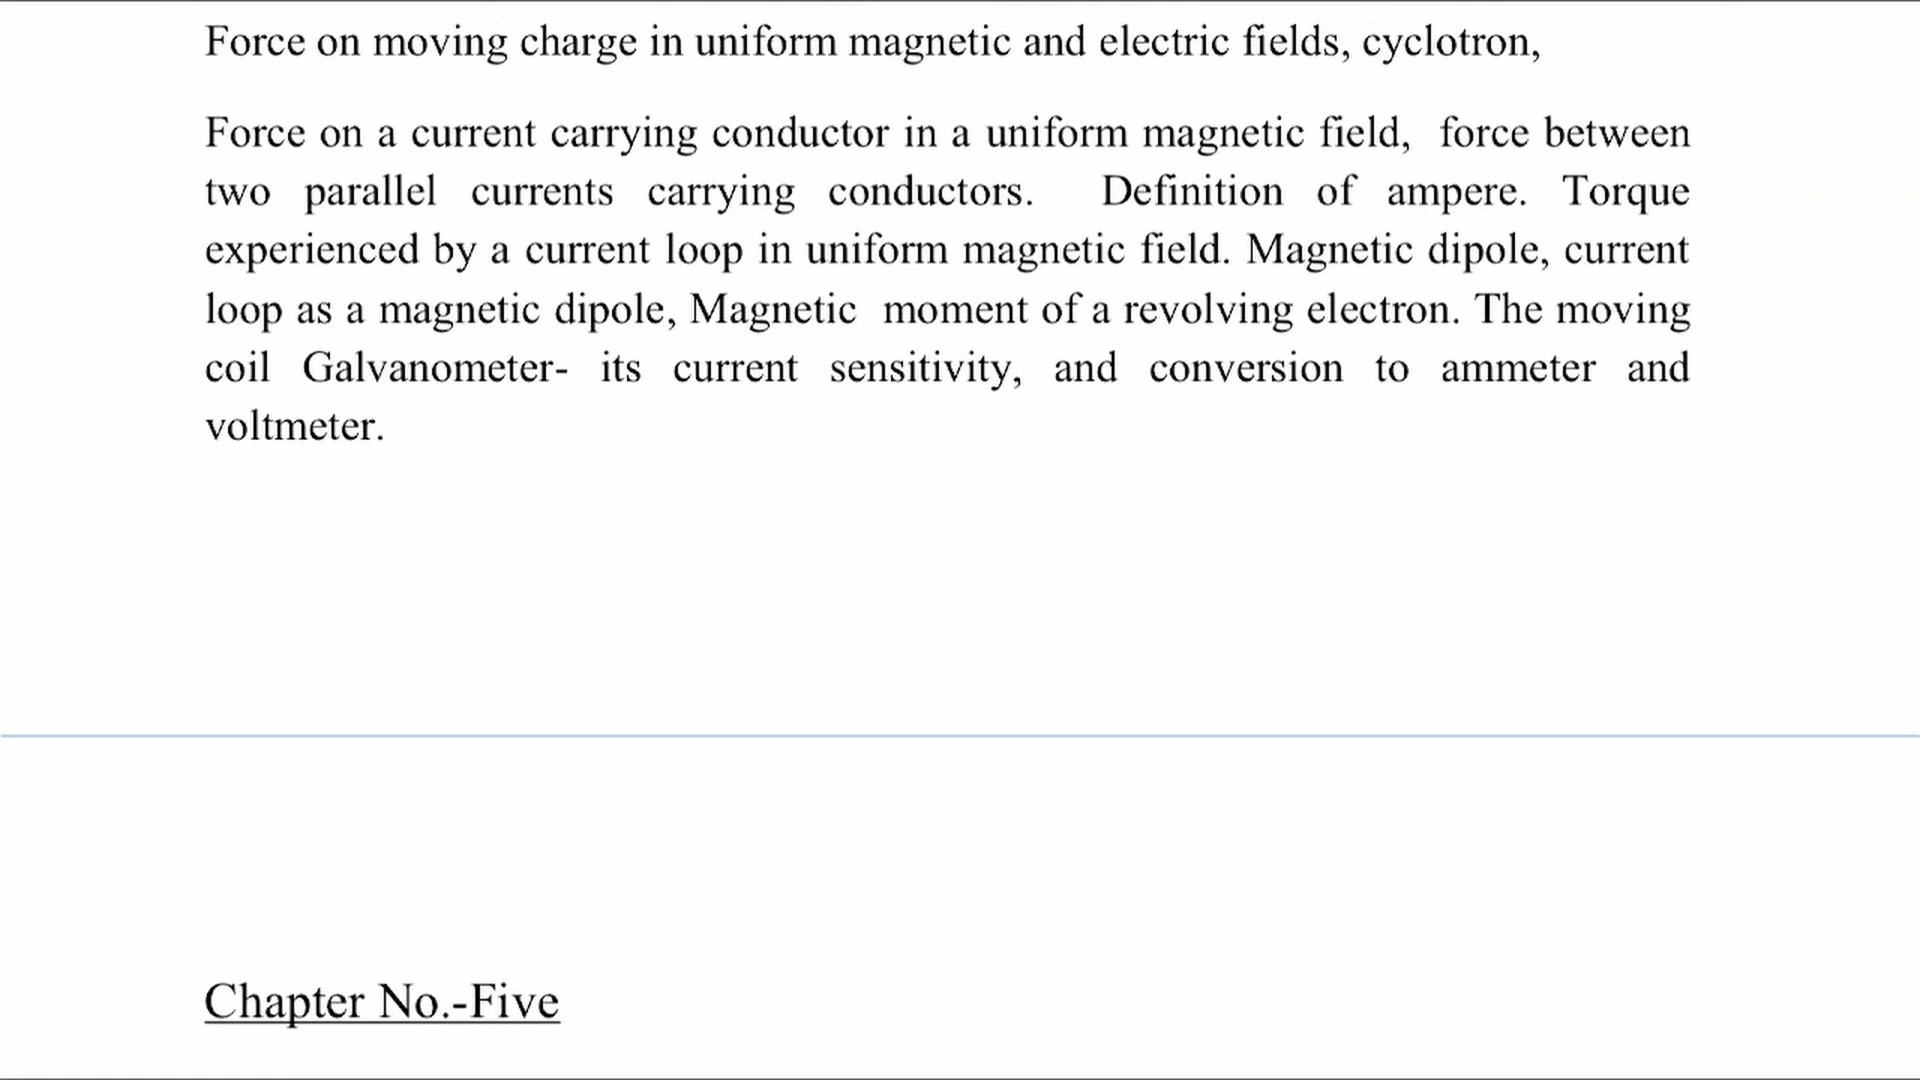 Force on moving charge in uniform magnetic and electric fields, cyclotron,
Force on a current carrying conductor in a uniform magnetic field, force between
two parallel currents carrying conductors. Definition of ampere. Torque
experienced by a current loop in uniform magnetic field. Magnetic dipole, current
loop as a magnetic dipole, Magnetic moment of a revolving electron. The moving
coil Galvanometer- its current sensitivity, and conversion to ammeter and
voltmeter.
Chapter No.-Five